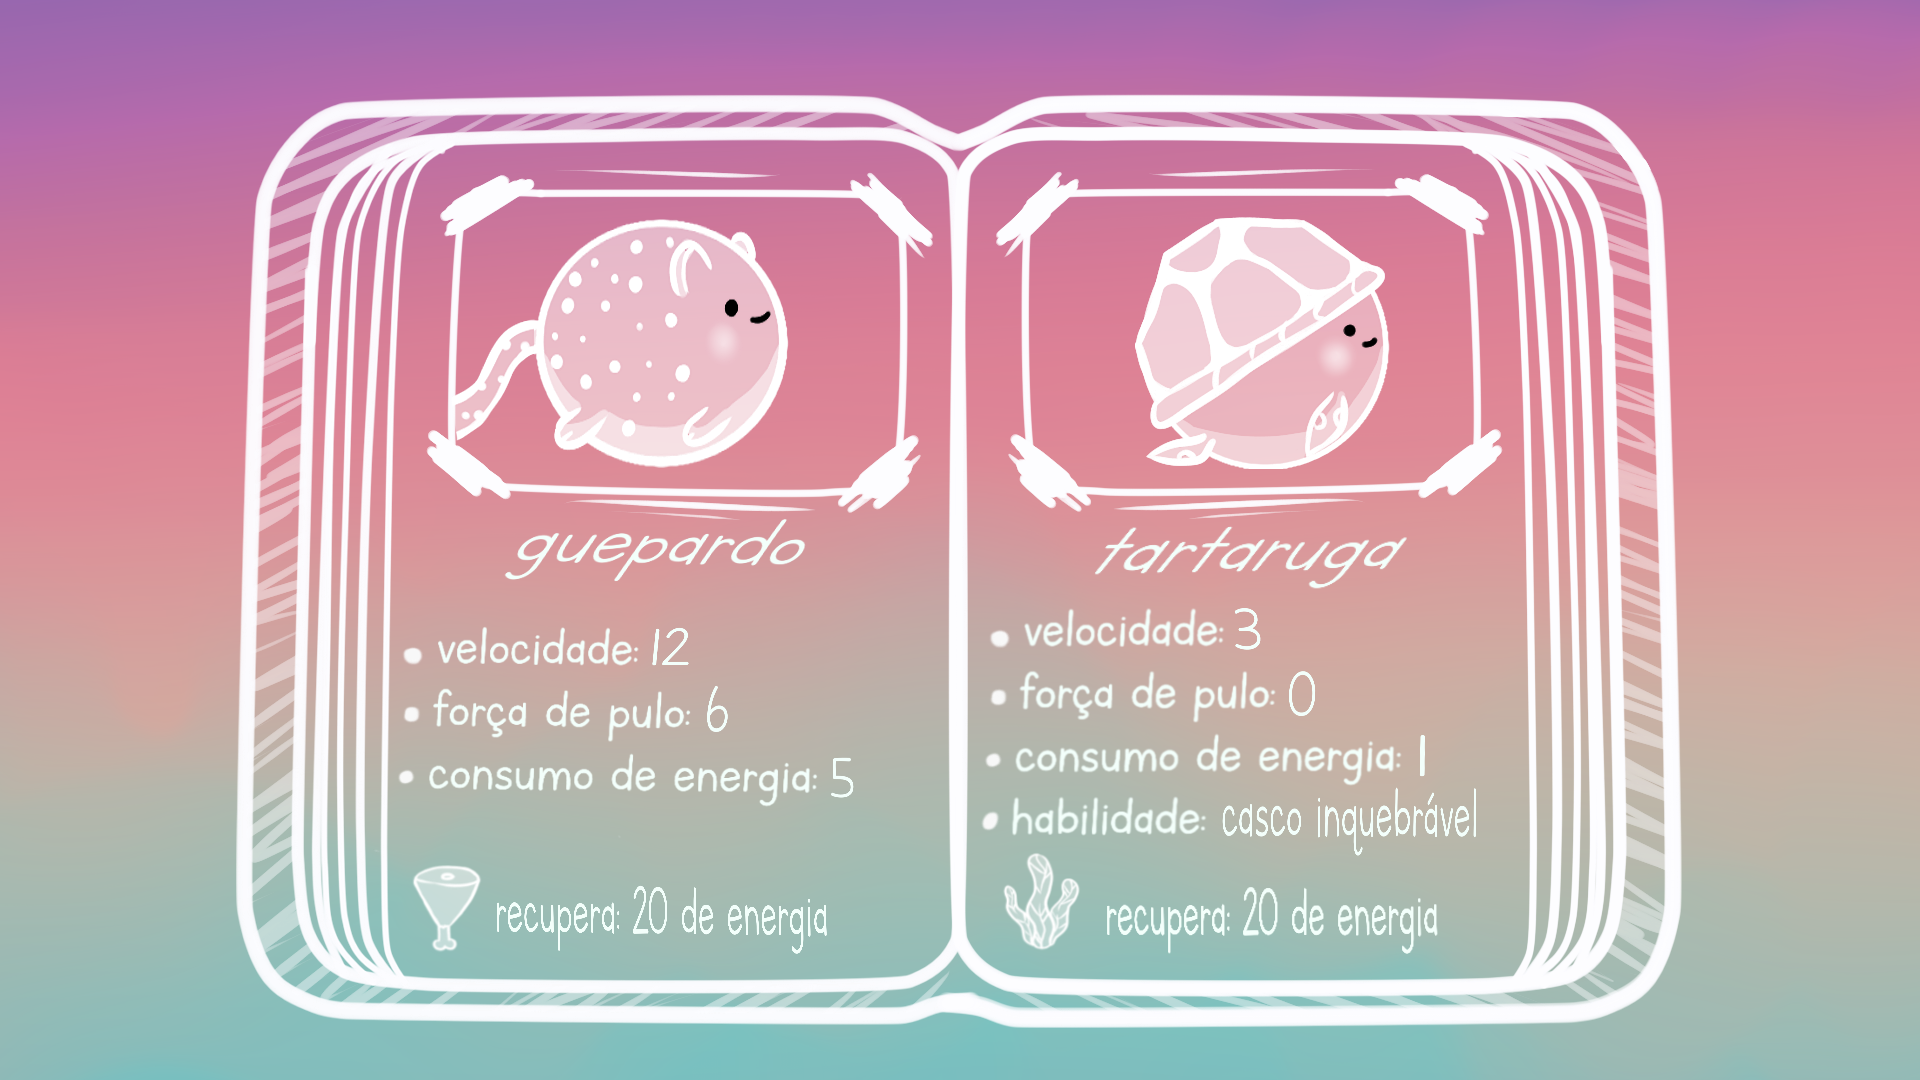 guepardo
velocidade: 12
força de pulo: 6
consumo de energia: 5
recupera: 20 de energia
tartaruga
velocidade: 3
força de pulo: 0
consumo de energia: 1
habilidade: casco inquebrável
recupera: 20 de energia